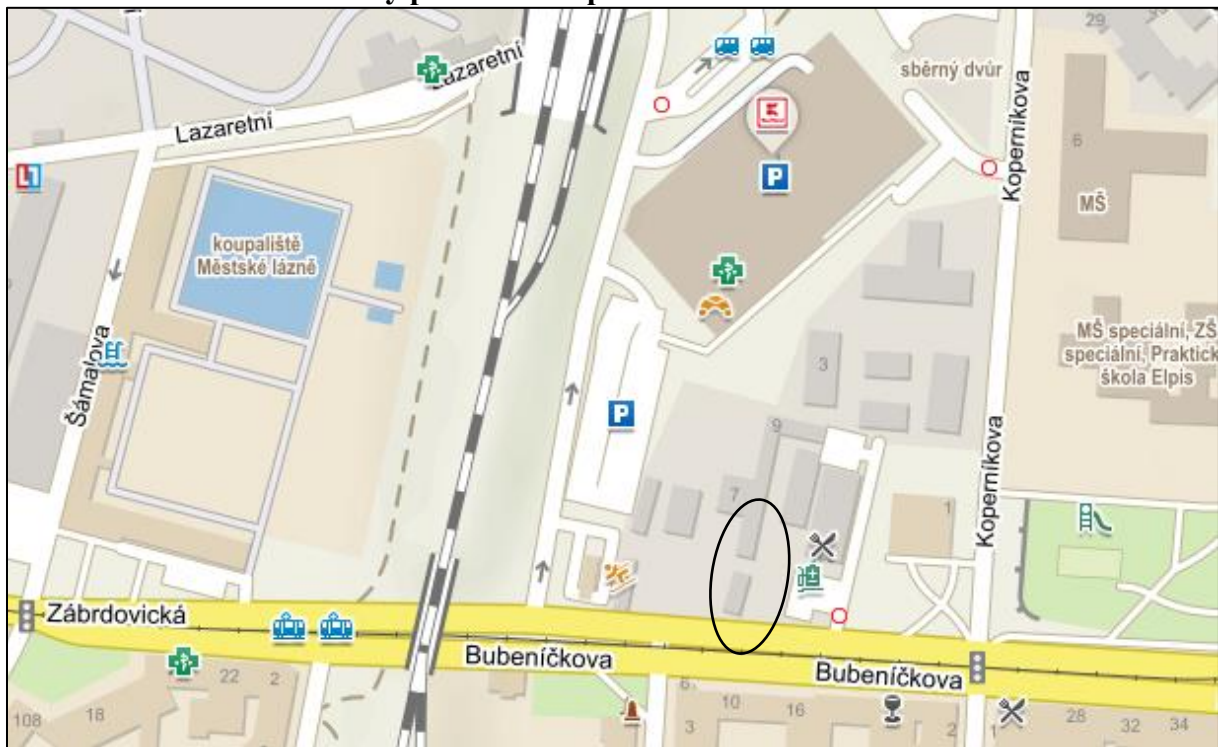 Lazaretní
Lazaretní
sběrný dvůr
29
Koperníkova
6
MŠ
P
koupaliště
Městské lázně
Šámalova
MŠ speciální, ZŠ
speciální, Praktick
škola Elpis
3
P
9
7
1
Koperníkova
Zábrdovická
Bubeníčkova
Bubeníčkova
22
2
108
18
6
3
10
16
2
1
28
32
34